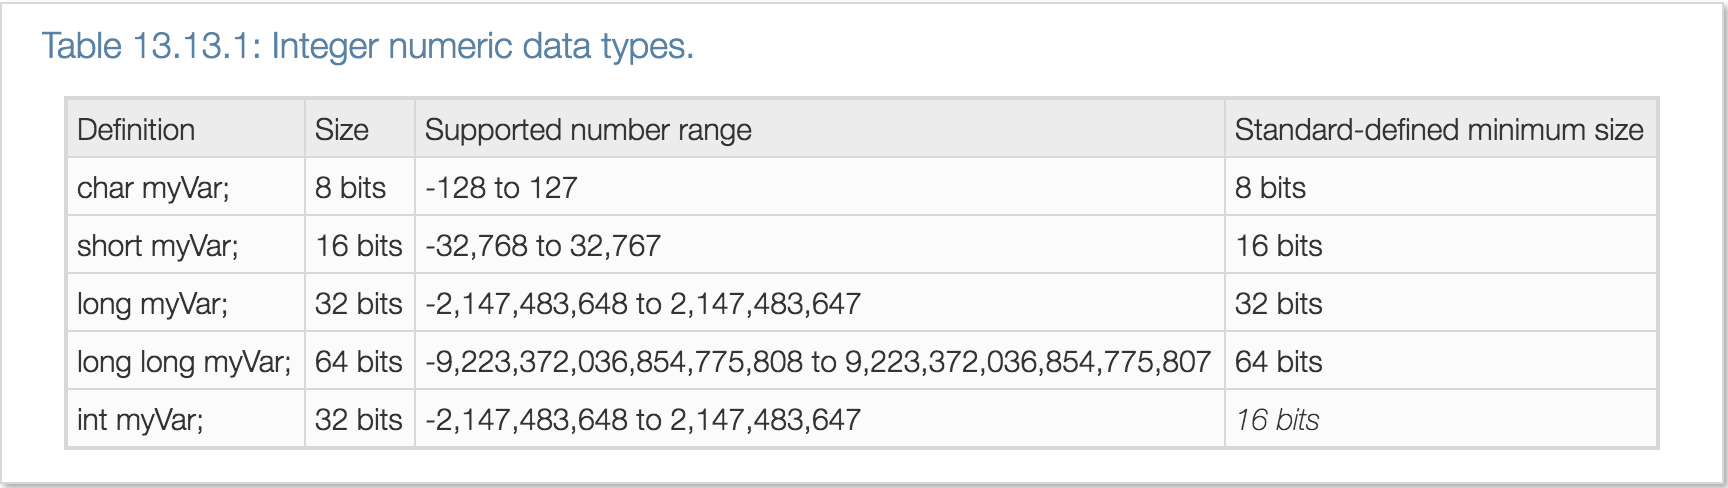 Table 13.13.1: Integer numeric data types.
Definition Size Supported number range Standard-defined minimum size
char myVar; 8 bits -128 to 127 8 bits
short myVar; 16 bits -32,768 to 32,767 16 bits
long myVar; 32 bits -2,147,483,648 to 2,147,483,647 32 bits
long long myVar; 64 bits -9,223,372,036,854,775,808 to 9,223,372,036,854,775,807 64 bits
int myVar; 32 bits -2,147,483,648 to 2,147,483,647 16 bits